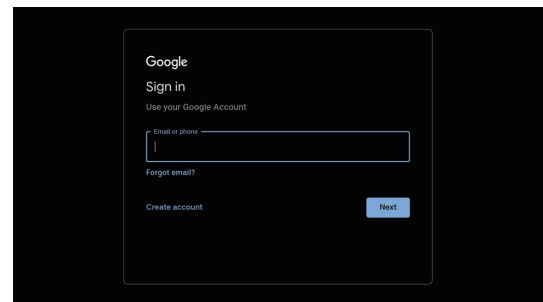 Google
Sign in
Use your Google Account
Email or phone
Forgot email?
Create account
Next